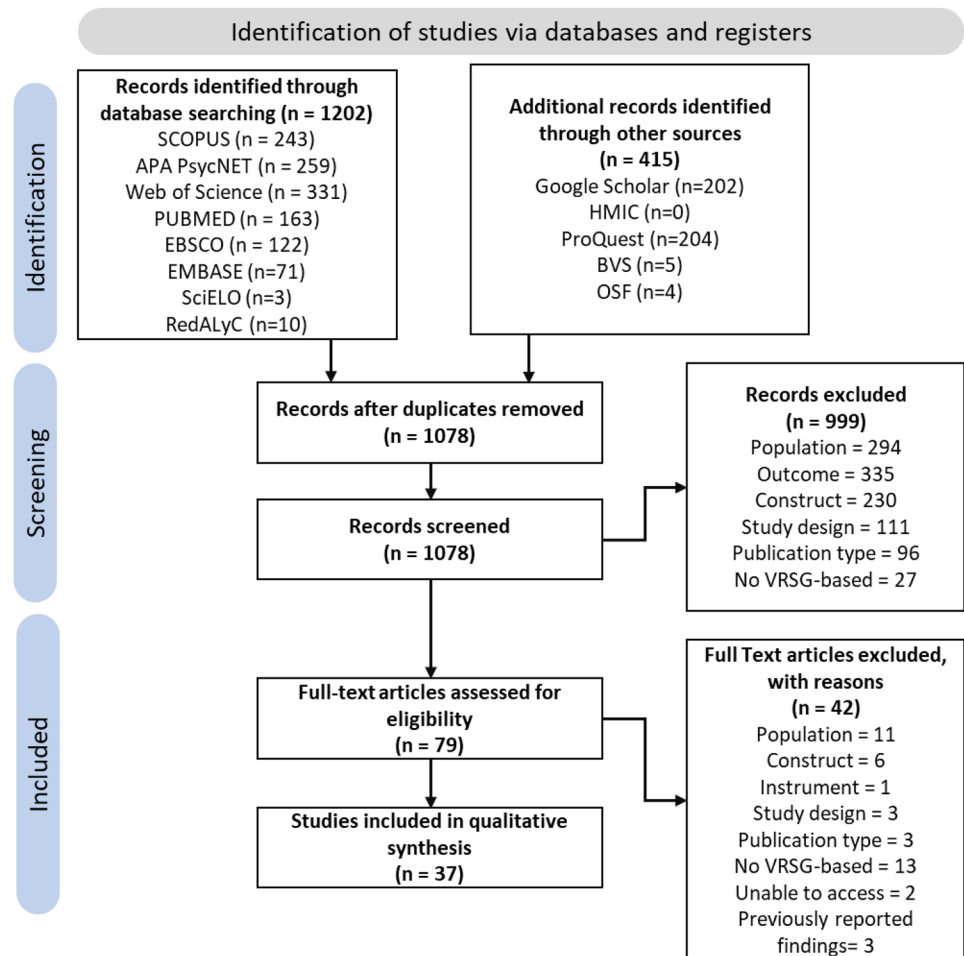 Identification of studies via databases and registers
Identification
Records identified through
database searching (n = 1202)
SCOPUS (n = 243)
APA PsycNET (n = 259)
Web of Science (n = 331)
PUBMED (n = 163)
EBSCO (n = 122)
EMBASE (n=71)
SciELO (n=3)
RedALyC (n=10)
Additional records identified
through other sources
(n = 415)
Google Scholar (n=202)
HMIC (n=0)
ProQuest (n=204)
BVS (n=5)
OSF (n=4)
Screening
Records after duplicates removed
(n = 1078)
Records screened
(n = 1078)
Records excluded
(n = 999)
Population = 294
Outcome = 335
Construct = 230
Study design = 111
Publication type = 96
No VRSG-based = 27
Included
Full-text articles assessed for
eligibility
(n = 79)
Full Text articles excluded,
with reasons
(n = 42)
Population = 11
Construct = 6
Instrument = 1
Study design = 3
Publication type = 3
No VRSG-based = 13
Unable to access = 2
Previously reported
findings= 3
Studies included in qualitative
synthesis
(n = 37)